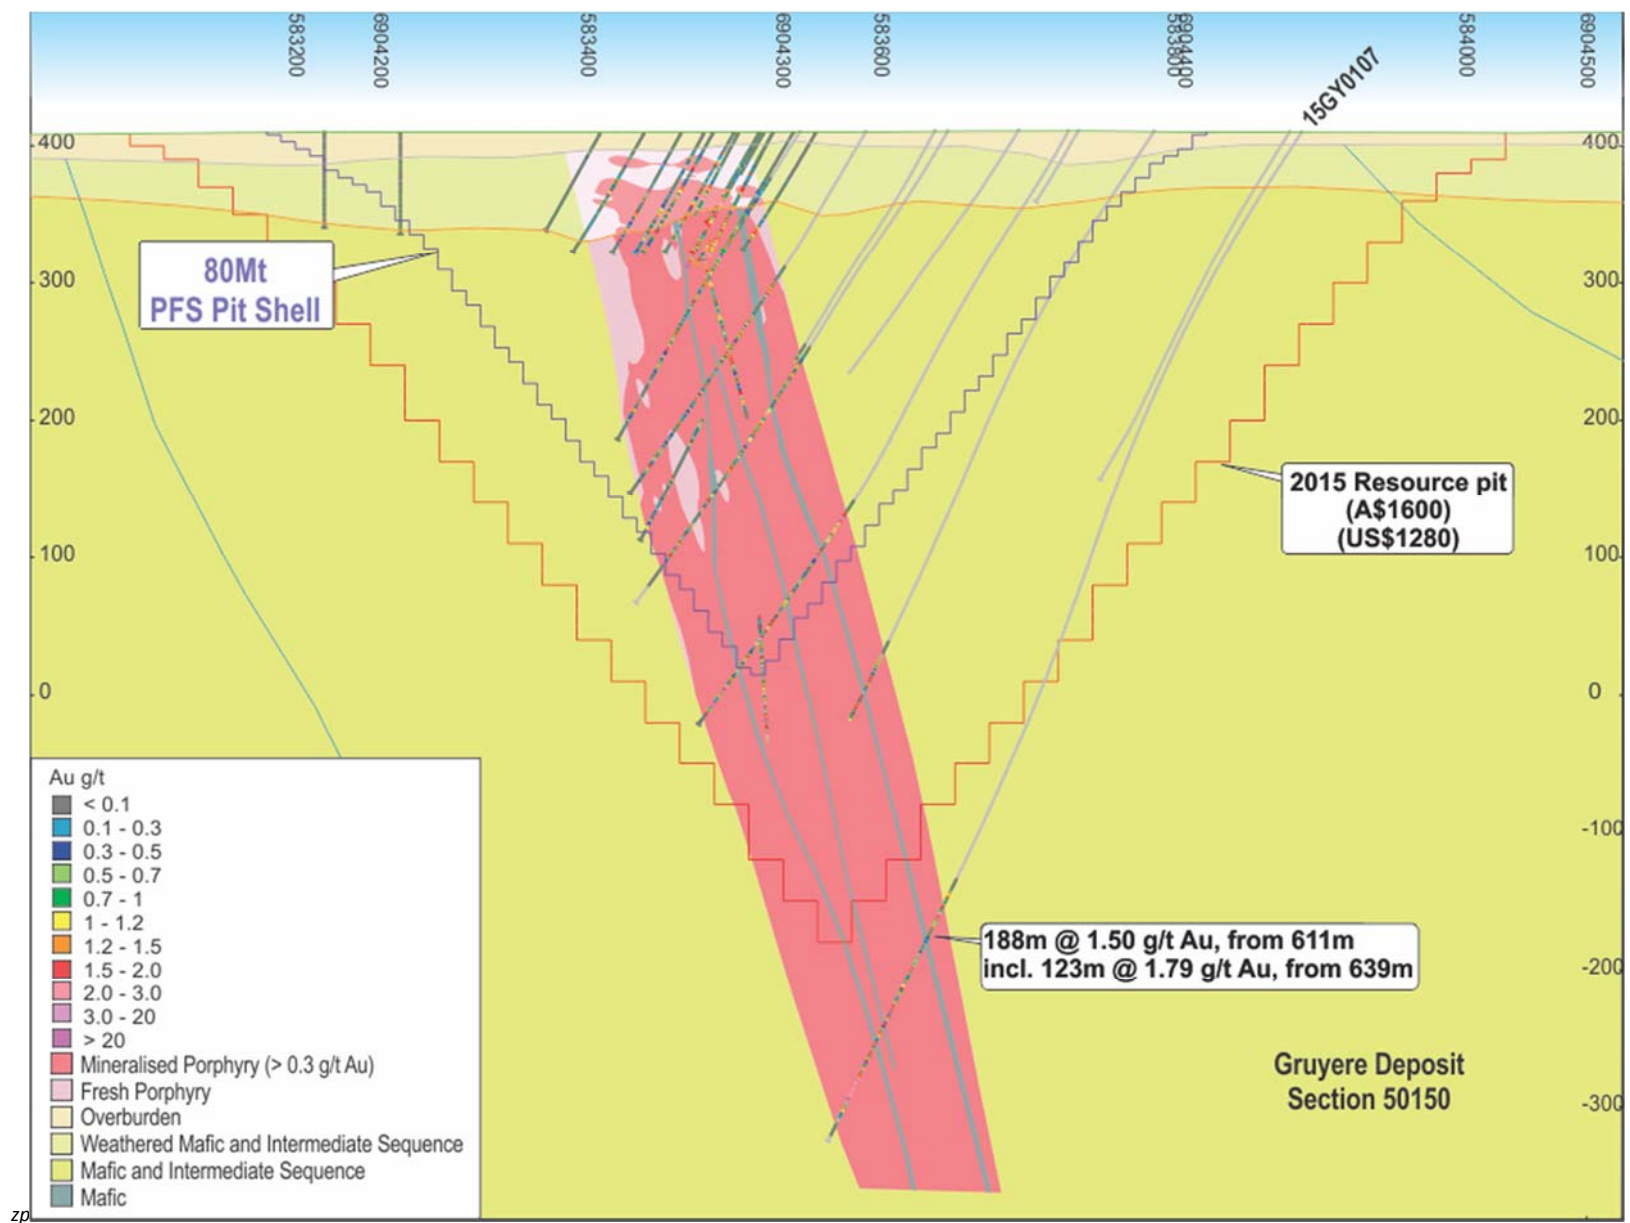 583200
6904200
583400
6904300
583600
6904400
584000
6904500
15GY0107
400
400
80Mt
PFS Pit Shell
300
300
200
200
2015 Resource pit
(A$1600)
(US$1280)
100
100
0
0
Au g/t
< 0.1
0.1 - 0.3
0.3 - 0.5
0.5 - 0.7
0.7 - 1
1 - 1.2
1.2 - 1.5
1.5 - 2.0
2.0 - 3.0
3.0 - 20
> 20
Mineralised Porphyry (> 0.3 g/t Au)
Fresh Porphyry
Overburden
Weathered Mafic and Intermediate Sequence
Mafic and Intermediate Sequence
Mafic
-100
188m @ 1.50 g/t Au, from 611m
incl. 123m @ 1.79 g/t Au, from 639m
-200
Gruyere Deposit
Section 50150
-300
zp